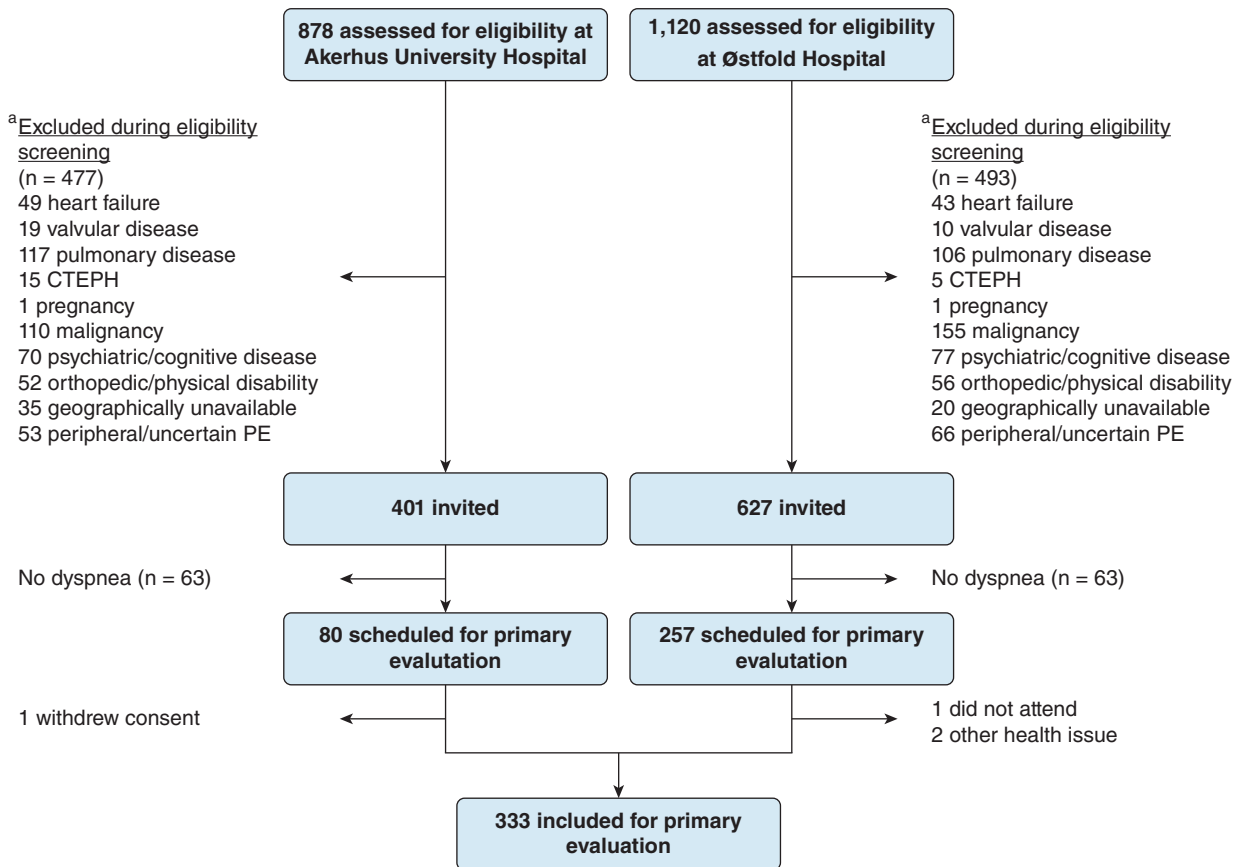 878 assessed for eligibility at
Akerhus University Hospital
1,120 assessed for eligibility
at Østfold Hospital
a Excluded during eligibility
screening
(n = 477)
49 heart failure
19 valvular disease
117 pulmonary disease
15 CTEPH
1 pregnancy
110 malignancy
70 psychiatric/cognitive disease
52 orthopedic/physical disability
35 geographically unavailable
53 peripheral/uncertain PE
a Excluded during eligibility
screening
(n = 493)
43 heart failure
10 valvular disease
106 pulmonary disease
5 CTEPH
1 pregnancy
155 malignancy
77 psychiatric/cognitive disease
56 orthopedic/physical disability
20 geographically unavailable
66 peripheral/uncertain PE
401 invited
627 invited
No dyspnea (n = 63)
No dyspnea (n = 63)
80 scheduled for primary
evalutation
257 scheduled for primary
evalutation
1 withdrew consent
1 did not attend
2 other health issue
333 included for primary
evaluation